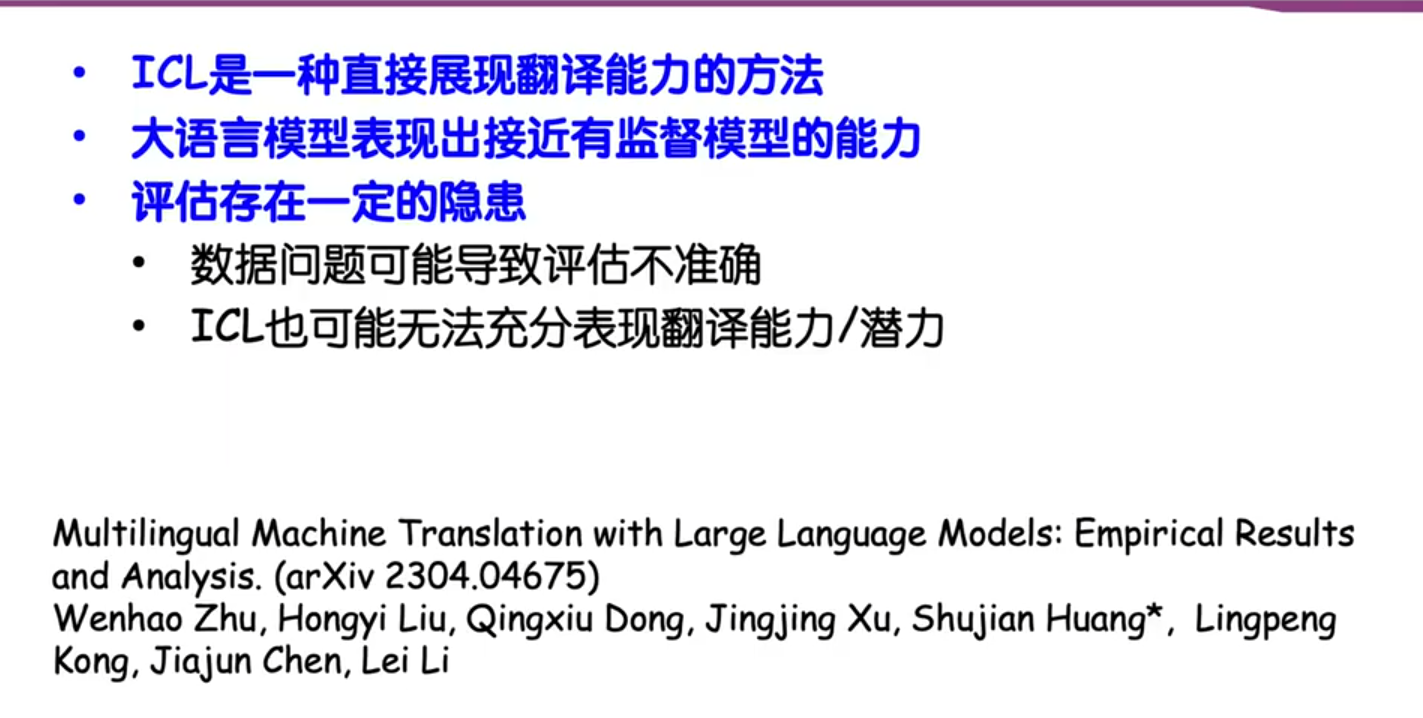 • ICL是一种直接展现翻译能力的方法
• 大语言模型表现出接近有监督模型的能力
• 评估存在一定的隐患
• 数据问题可能导致评估不准确
• ICL也可能无法充分表现翻译能力/潜力
Multilingual Machine Translation with Large Language Models: Empirical Results
and Analysis. (arXiv 2304.04675)
Wenhao Zhu, Hongyi Liu, Qingxiu Dong, Jingjing Xu, Shujian Huang*, Lingpeng
Kong, Jiajun Chen, Lei Li